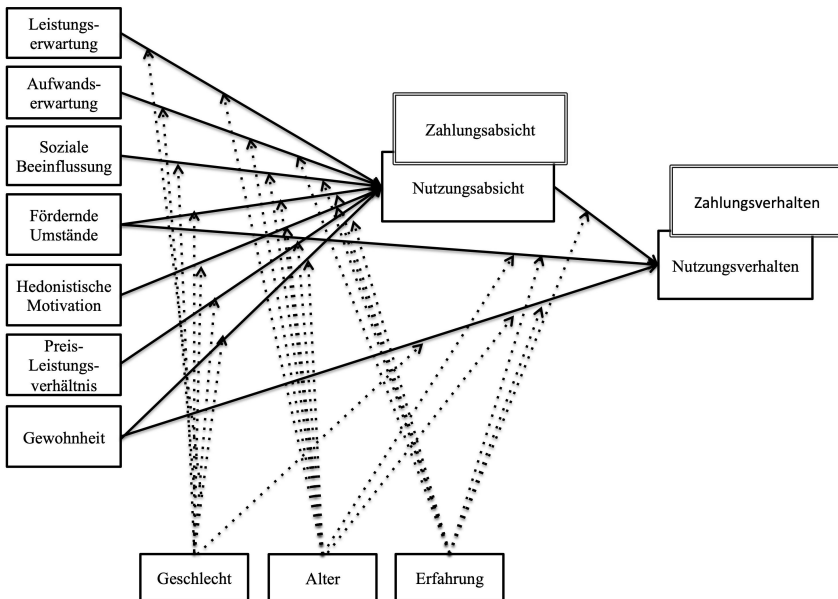 Leistungs-
erwartung
Aufwands-
erwartung
Soziale
Beeinflussung
Fördernde
Umstände
Hedonistische
Motivation
Preis-
Leistungs-
verhältnis
Gewohnheit
Zahlungsabsicht
Nutzungsabsicht
Zahlungsverhalten
Nutzungsverhalten
Geschlecht
Alter
Erfahrung